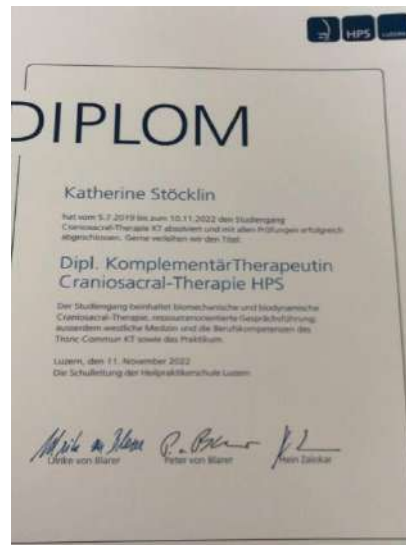 HPS LUZERN
DIPLOM
Katherine Stöcklin
hat vom 5.7.2019 bis zum 10.11.2022 den Studiengang
Craniosacral-Therapie KT absolviert und mit allen Prüfungen erfolgreich
abgeschlossen. Gerne verleihen wir den Titel:
Dipl. KomplementärTherapeutin
Craniosacral-Therapie HPS
Der Studiengang beinhaltet biomechanische und biodynamische
Craniosacral-Therapie, ressourcenorientierte Gesprächsführung,
ausserdem westliche Medizin und die Berufskompetenzen des
Tronc Commun KT sowie das Praktikum.
Luzern, den 11. November 2022
Die Schulleitung der Heilpraktikerschule Luzern
Ulrike von Blarer Peter von Blarer Hein Zalokar